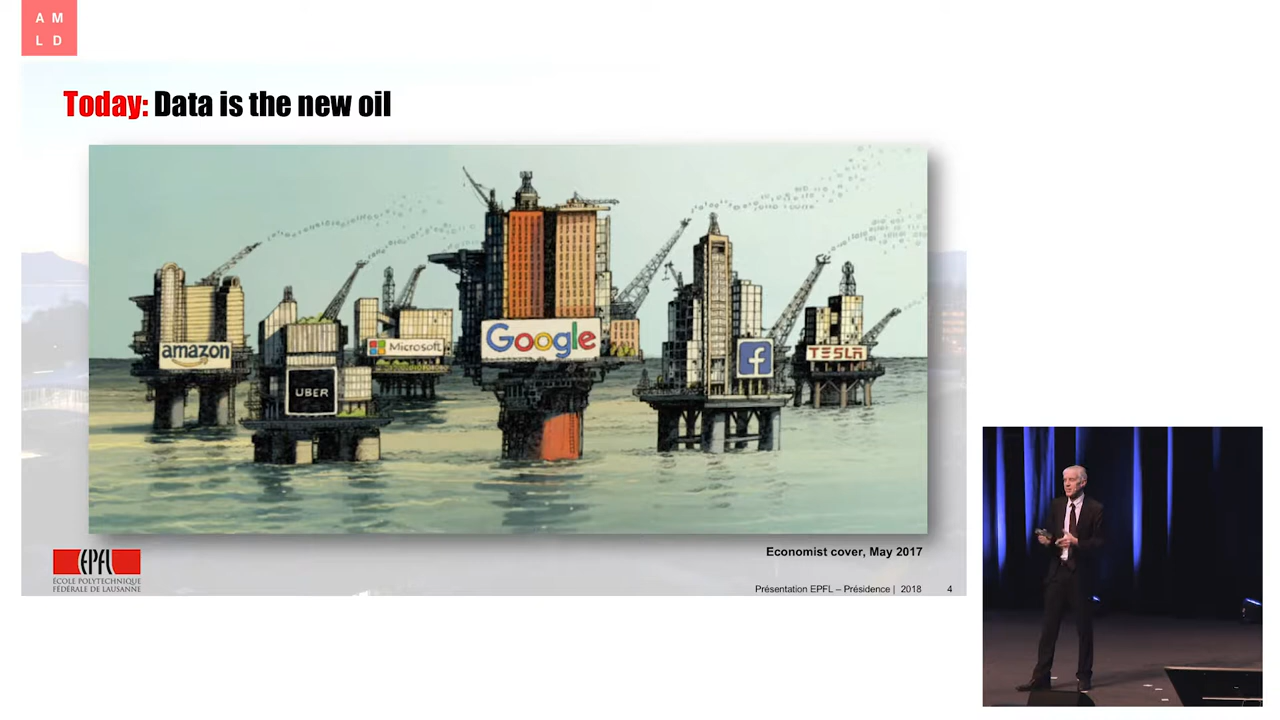 A M
L D
Today: Data is the new oil
amazon
UBER
Microsoft
Google
f
TESLA
Economist cover, May 2017
EPFL
ÉCOLE POLYTECHNIQUE
FÉDÉRALE DE LAUSANNE
Présentation EPFL – Présidence | 2018 4